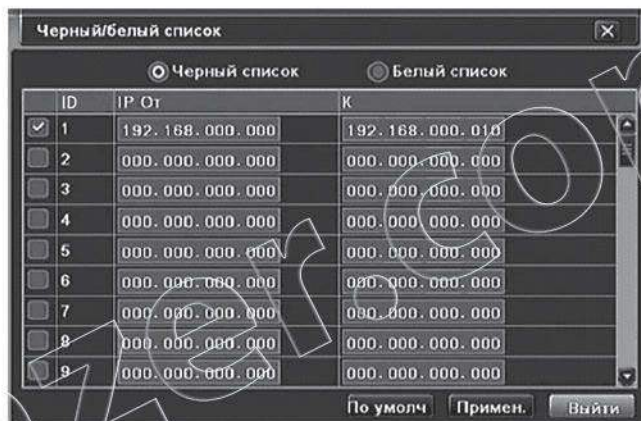 Черный/белый список
Черный список Белый список
ID IP От К
1 192.168.000.000 192.168.000.010
2 000.000.000.000 000.000.000.000
3 000.000.000.000 000.000.000.000
4 000.000.000.000 000.000.000.000
5 000.000.000.000 000.000.000.000
6 000.000.000.000 000.000.000.000
7 000.000.000.000 000.000.000.000
8 000.000.000.000 000.000.000.000
9 000.000.000.000 000.000.000.000
По умолч Примен. Выйти